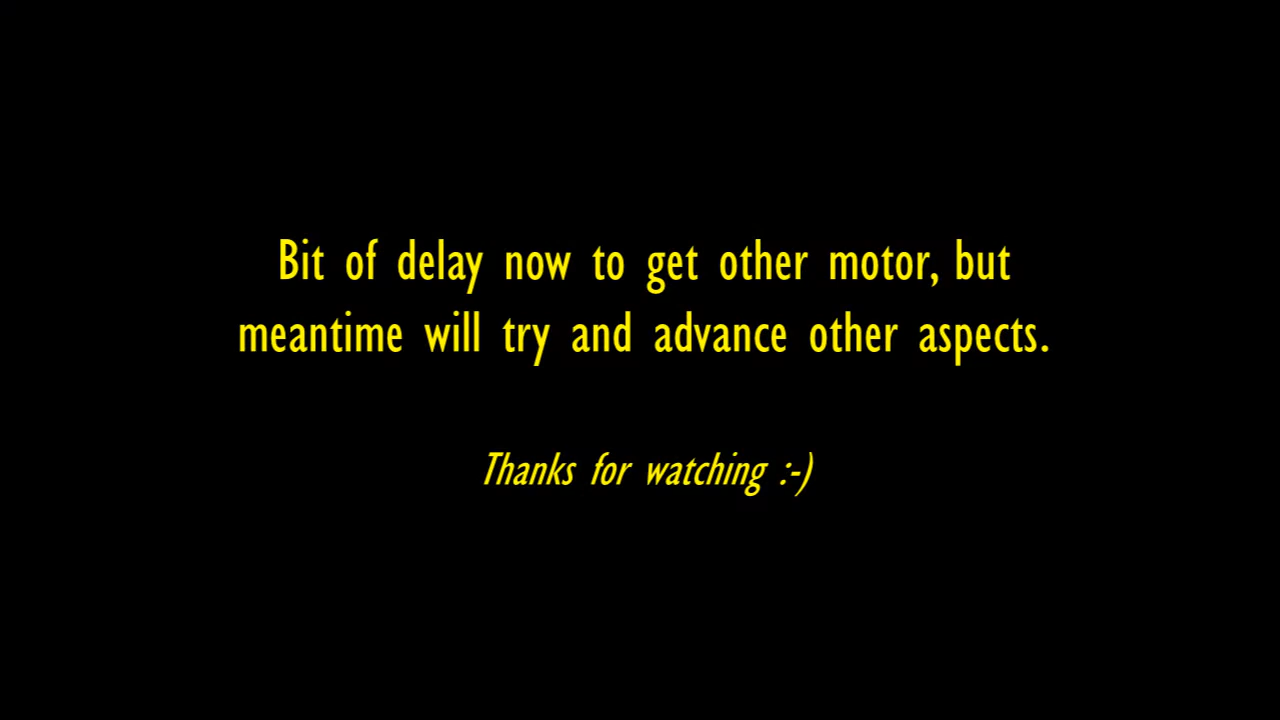 Bit of delay now to get other motor, but
meantime will try and advance other aspects.
Thanks for watching :-)